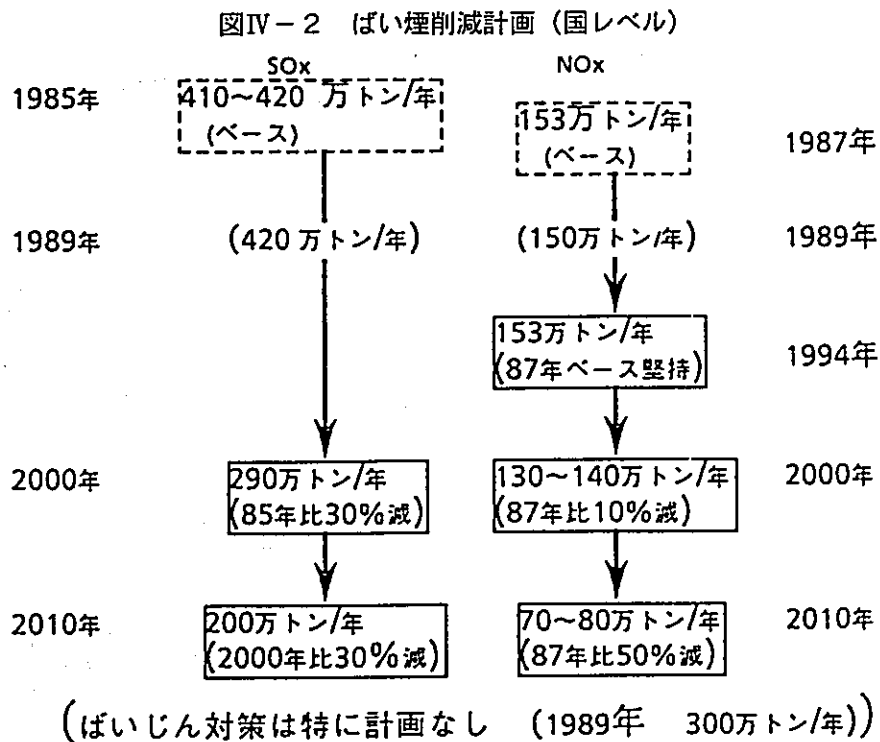 図Ⅳ－２　ばい煙削減計画（国レベル）
SOx　NOx
1985年　410～420 万トン/年
(ベース)
153万トン/年
(ベース)　1987年
1989年　(420 万トン/年)　(150万トン/年)　1989年
153万トン/年
(87年ベース堅持)　1994年
2000年　290万トン/年　130～140万トン/年　2000年
(85年比30%減)　(87年比10%減)
2010年　200万トン/年　70～80万トン/年　2010年
(2000年比30%減)　(87年比50%減)
(ばいじん対策は特に計画なし　(1989年　300万トン/年))